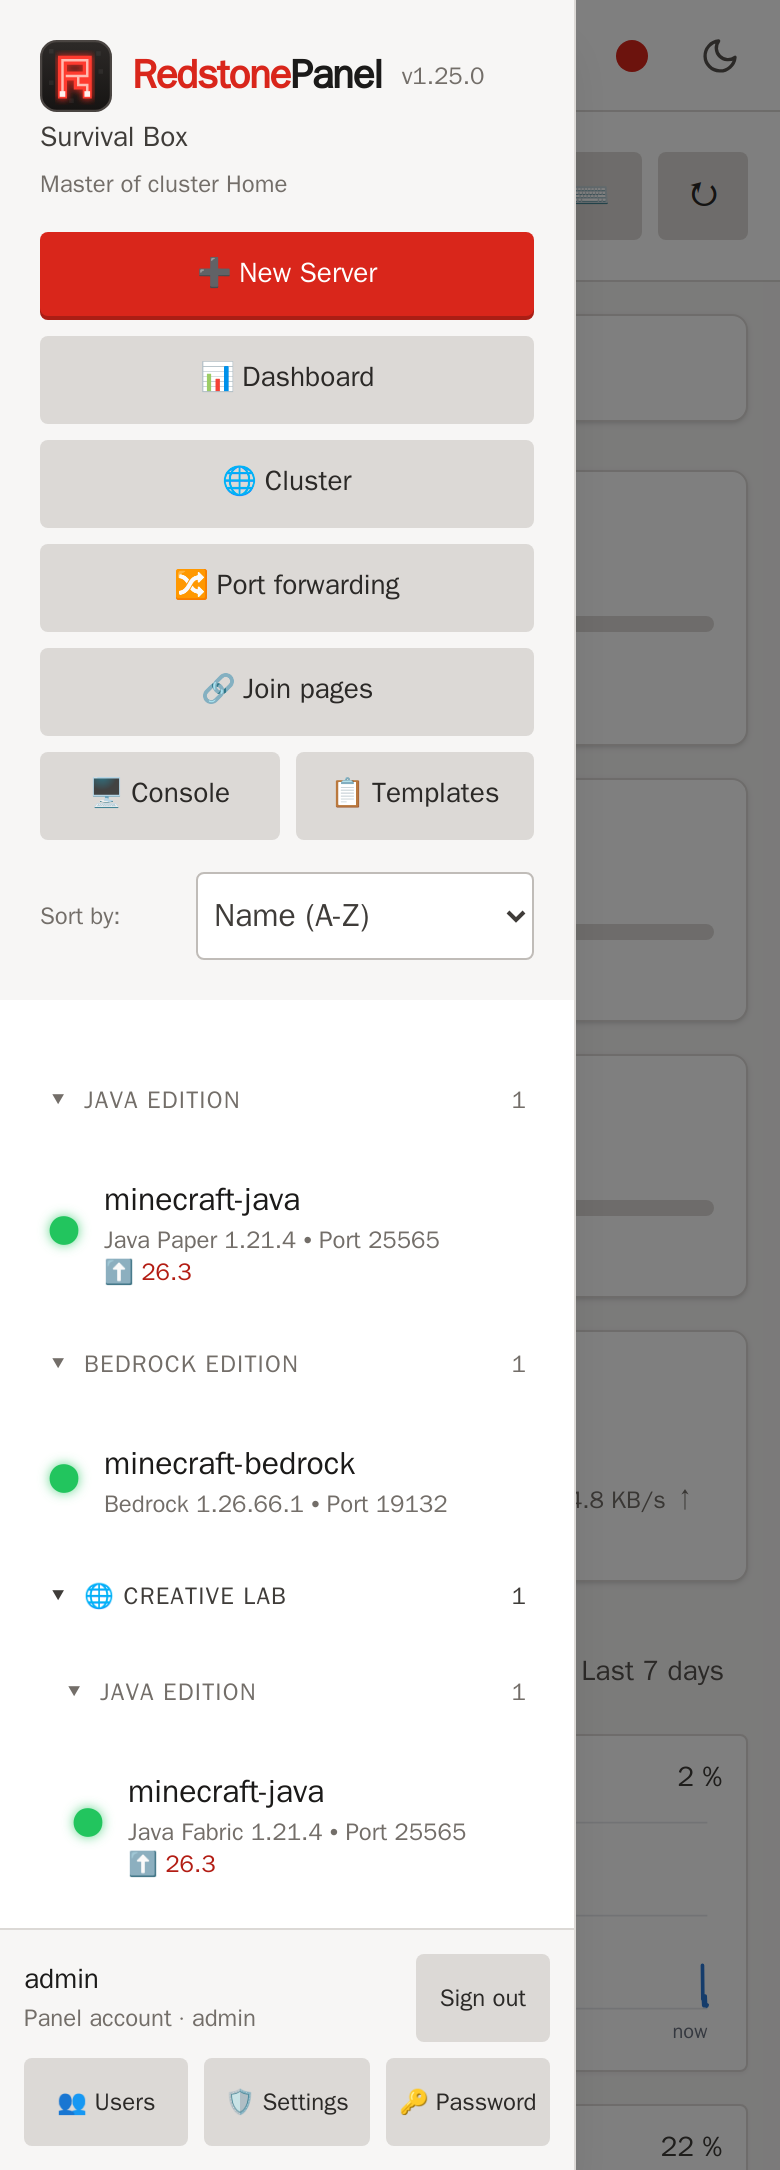 RedstonePanel v1.25.0
Survival Box
Master of cluster Home
➕ New Server
📊 Dashboard
🌐 Cluster
🔀 Port forwarding
🔗 Join pages
🖥️ Console
📋 Templates
Sort by:
Name (A-Z)
▼ JAVA EDITION 1
minecraft-java
Java Paper 1.21.4 • Port 25565
⬆️ 26.3
▼ BEDROCK EDITION 1
minecraft-bedrock
Bedrock 1.26.66.1 • Port 19132
4.8 KB/s ↑
▼ 🌐 CREATIVE LAB 1
Last 7 days
▼ JAVA EDITION 1
2 %
minecraft-java
Java Fabric 1.21.4 • Port 25565
⬆️ 26.3
admin
Panel account · admin
Sign out
now
👥 Users
🛡️ Settings
🔑 Password
22 %